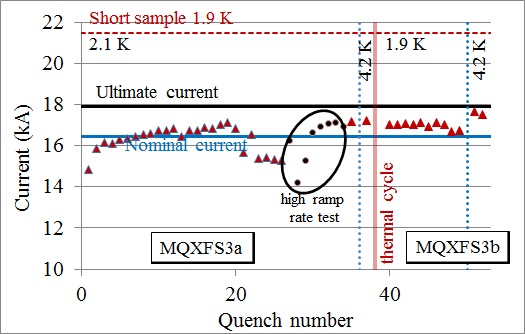 22
20
18
16
14
12
10
Current (kA)
Short sample 1.9 K
2.1 K
4.2 K
1.9 K
4.2 K
Ultimate current
Nominal current
high ramp
rate test
thermal cycle
MQXFS3a
MQXFS3b
0
20
40
Quench number